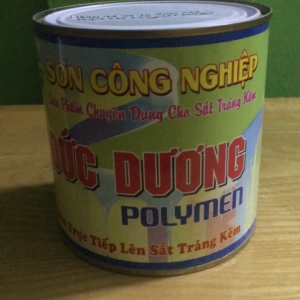 SƠN CÔNG NGHIỆP
Sản Phẩm Chuyên Dùng Cho Sắt Tráng Kẽm
ĐỨC DƯƠNG
POLYMEN
Trực Tiếp Lên Sắt Tráng Kẽm